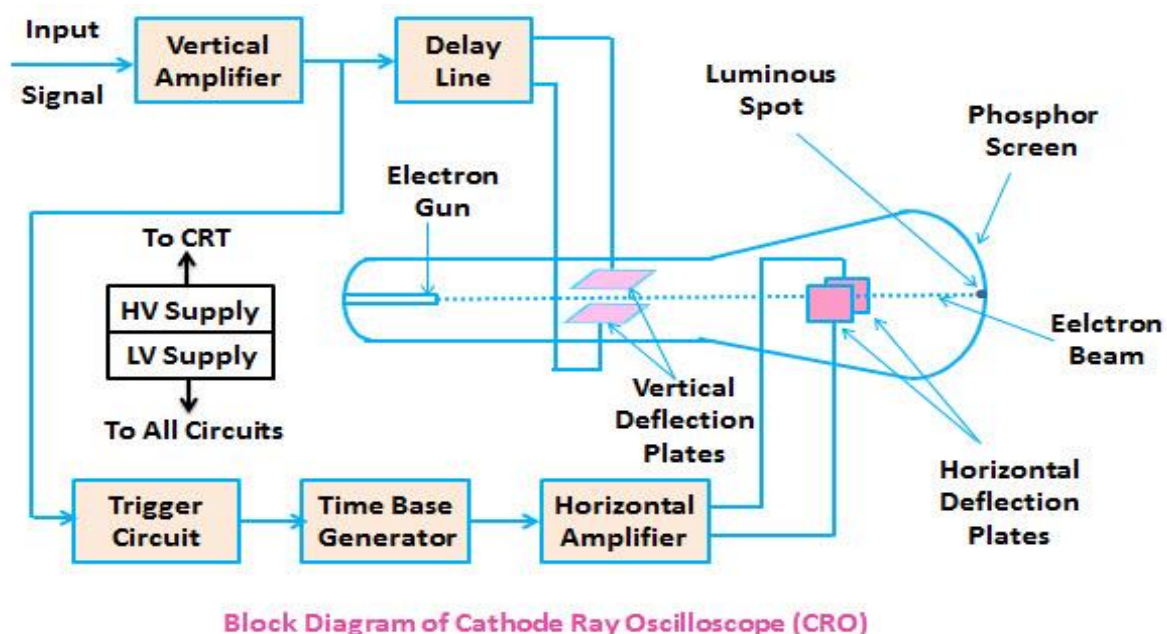 Input
Signal
Vertical
Amplifier
Delay
Line
Luminous
Spot
Phosphor
Screen
Electron
Gun
To CRT
HV Supply
LV Supply
To All Circuits
Eelctron
Beam
Vertical
Deflection
Plates
Horizontal
Deflection
Plates
Trigger
Circuit
Time Base
Generator
Horizontal
Amplifier
Block Diagram of Cathode Ray Oscilloscope (CRO)